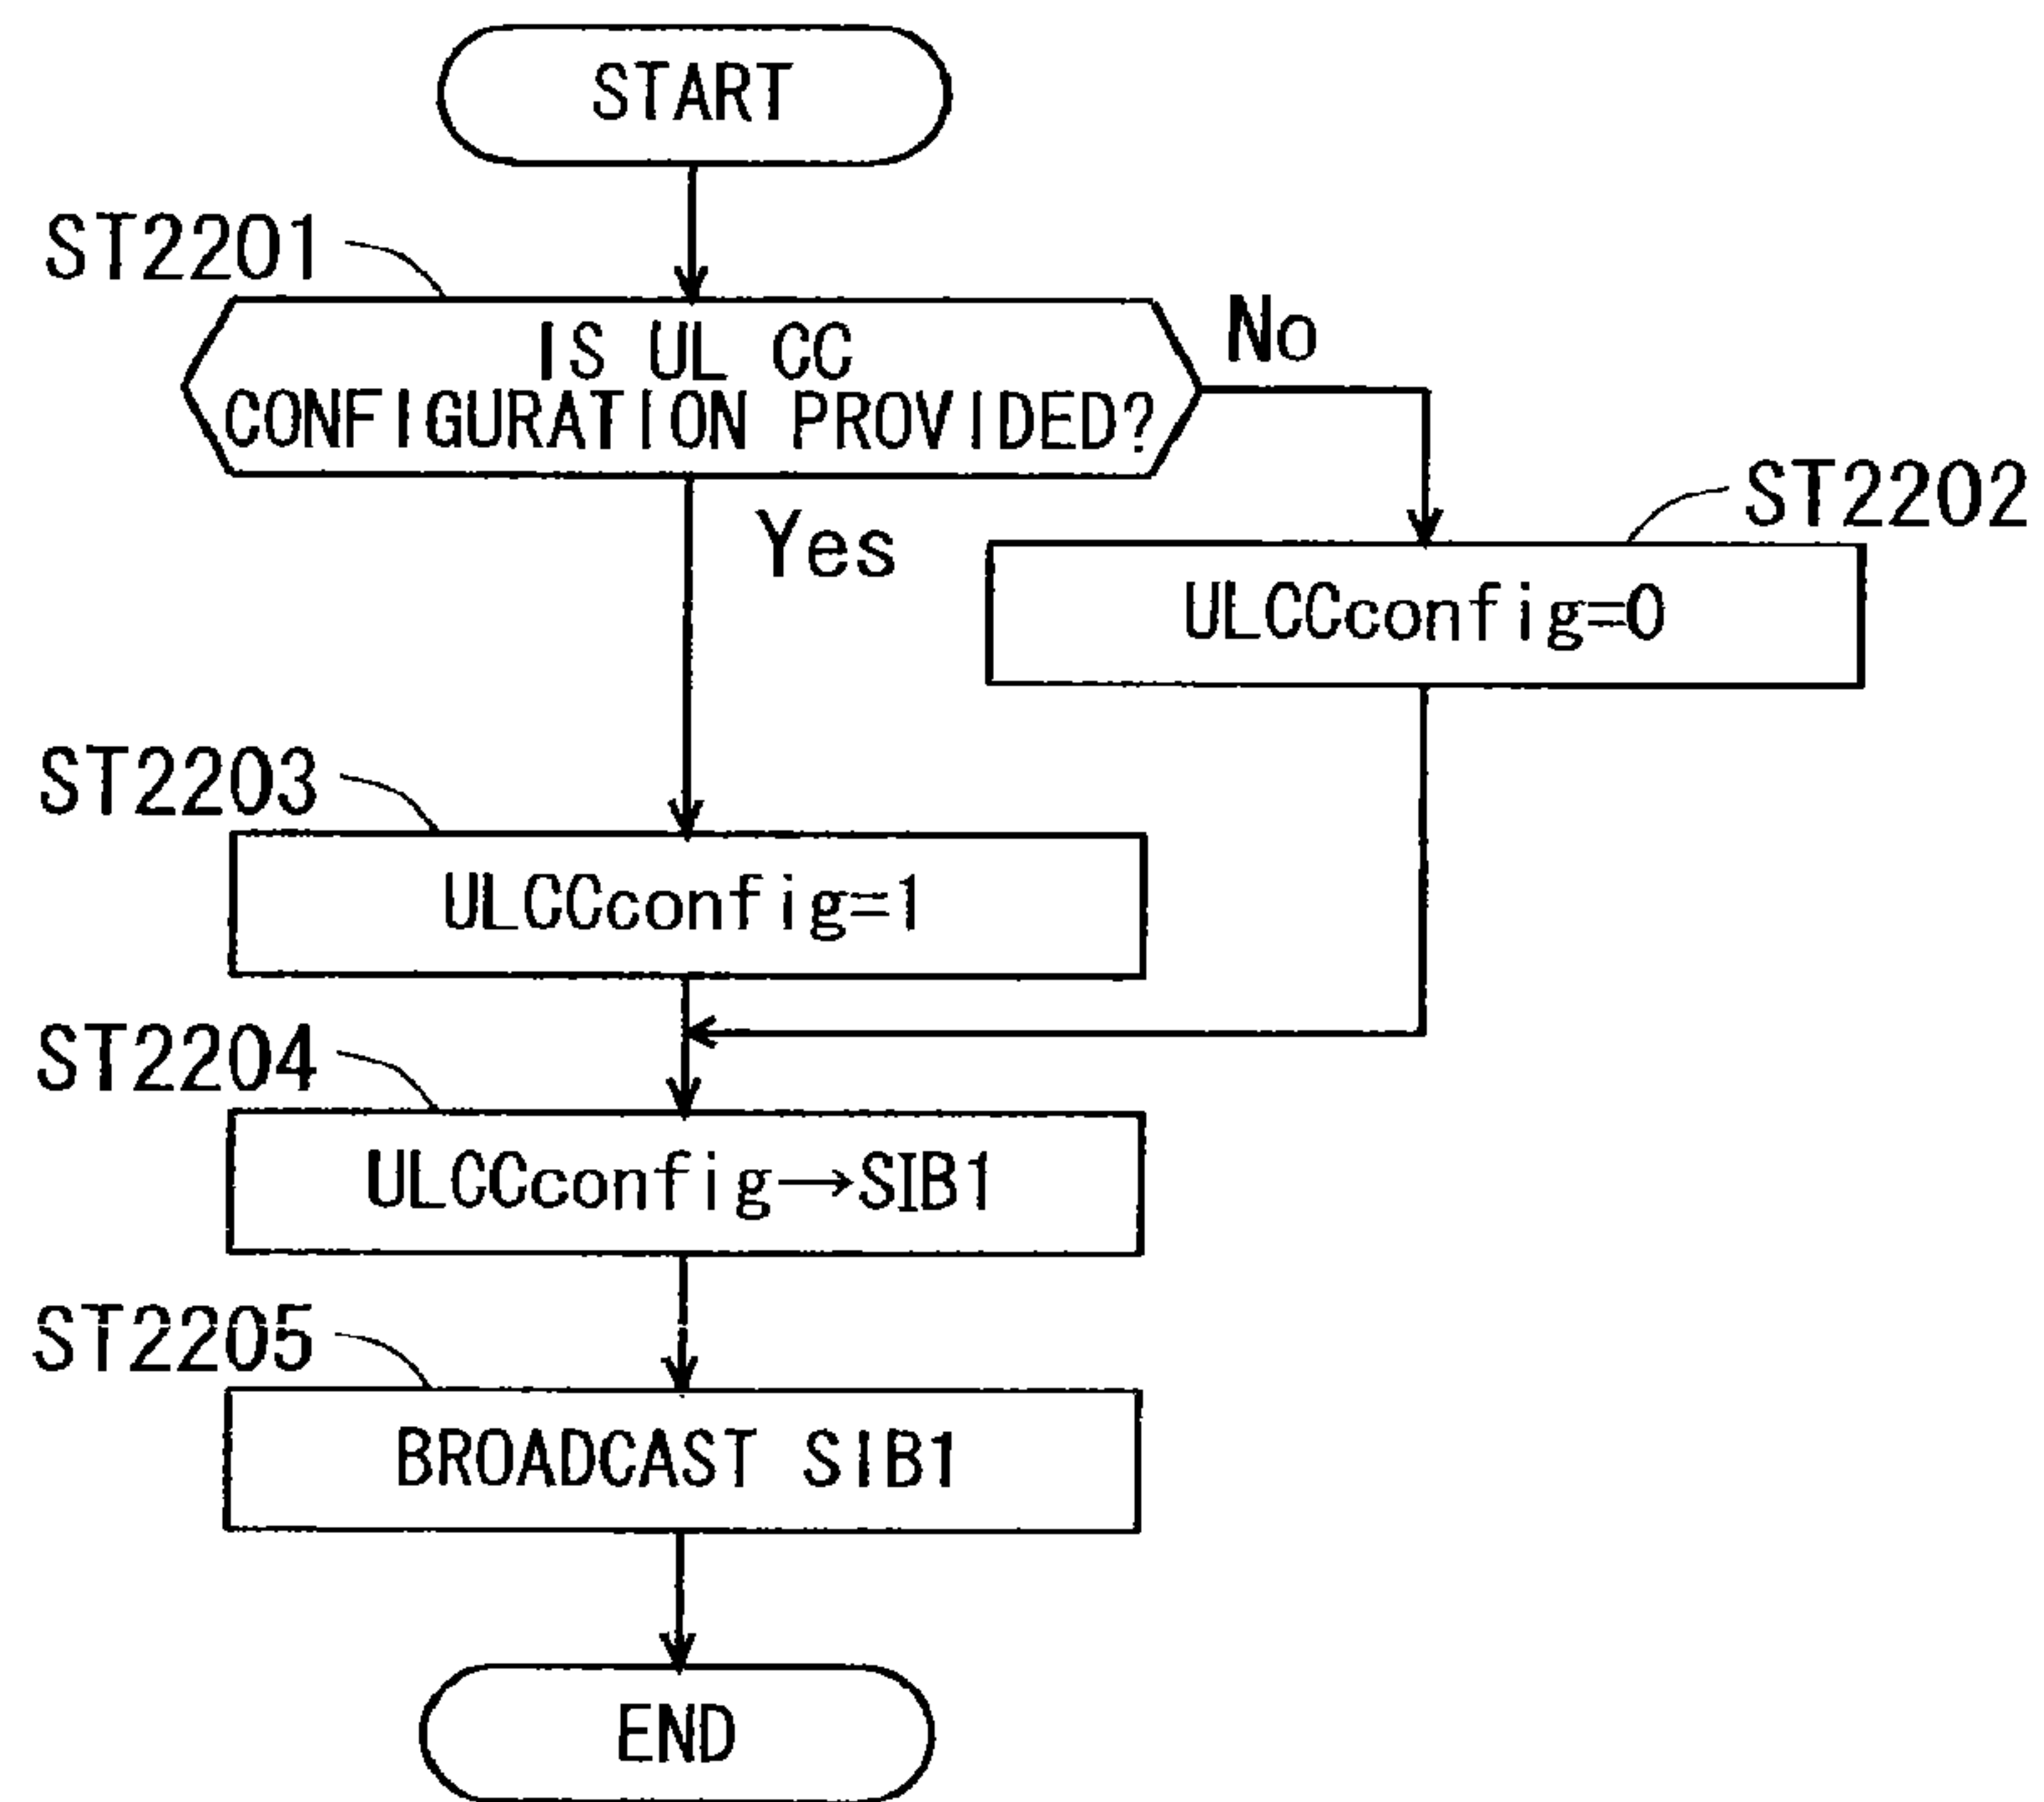 START
ST2201
IS UL CC
CONFIGURATION PROVIDED?
No
Yes
ST2202
ULCCconfig=0
ST2203
ULCCconfig=1
ST2204
ULCCconfig→SIB1
ST2205
BROADCAST SIB1
END